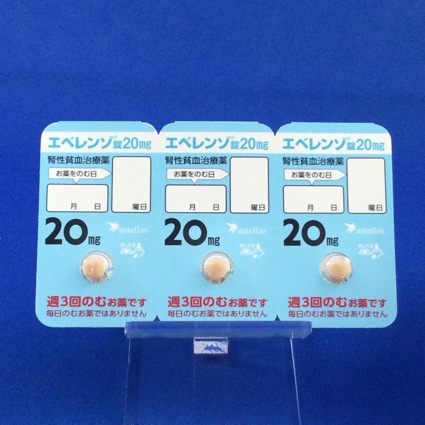 エベレンゾ錠20mg エベレンゾ錠20mg エベレンゾ錠20mg
腎性貧血治療薬 腎性貧血治療薬 腎性貧血治療薬
お薬をのむ日 お薬をのむ日 お薬をのむ日
月 日 曜日 月 日 曜日 月 日 曜日
20mg astellas 20mg astellas 20mg astellas
週3回のむお薬です 週3回のむお薬です 週3回のむお薬です
毎日のむお薬ではありません 毎日のむお薬ではありません 毎日のむお薬ではありません